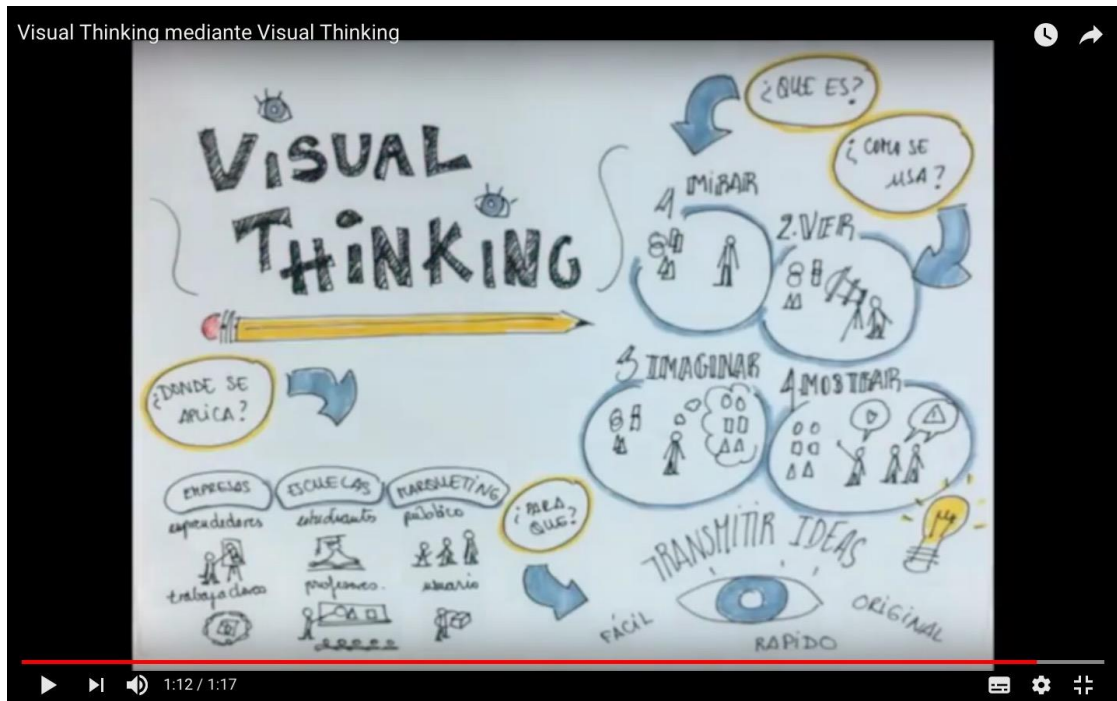 Visual Thinking mediante Visual Thinking
VISUAL
THINKING
¿QUE ES?
¿COMO SE
USA?
1 MIRAR
2. VER
3 IMAGINAR
4. MOSTRAR
¿DONDE SE
APLICA?
EMPRESAS
emprendedores
trabajadores
ESCUELAS
estudiantes
profesores.
MARQUETING
público
usuario
¿PARA
QUE?
TRANSMITIR IDEAS
FÁCIL
RAPIDO
ORIGINAL
1:12 / 1:17